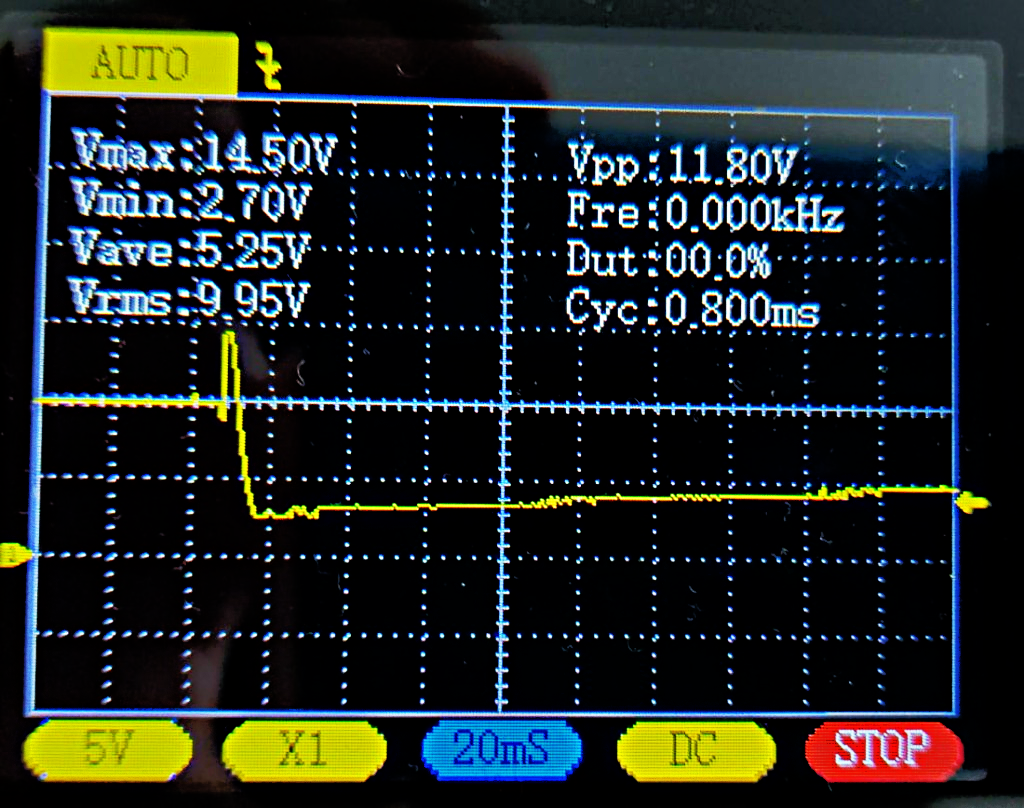 AUTO
Vmax:14.50V
Vmin:2.70V
Vave:5.25V
Vrms:9.95V
Vpp:11.80V
Fre:0.000kHz
Dut:00.0%
Cyc:0.800ms
5V X1 20mS DC STOP